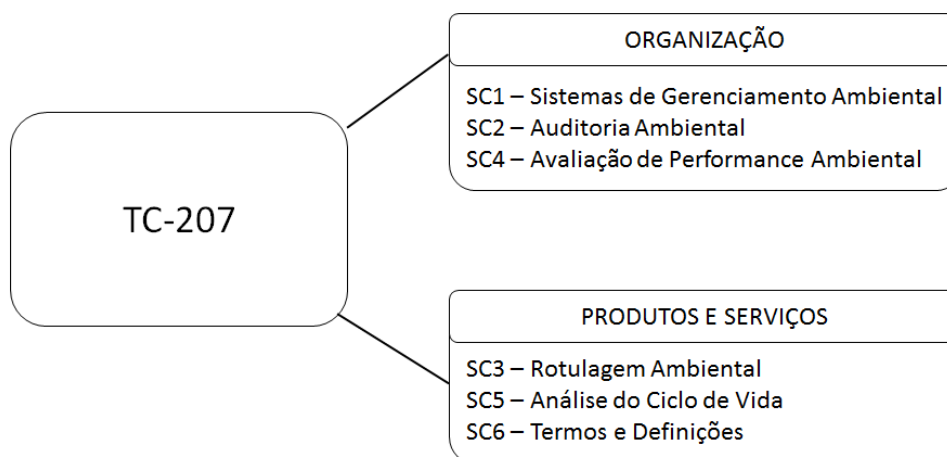 TC-207
ORGANIZAÇÃO
SC1 – Sistemas de Gerenciamento Ambiental
SC2 – Auditoria Ambiental
SC4 – Avaliação de Performance Ambiental
PRODUTOS E SERVIÇOS
SC3 – Rotulagem Ambiental
SC5 – Análise do Ciclo de Vida
SC6 – Termos e Definições